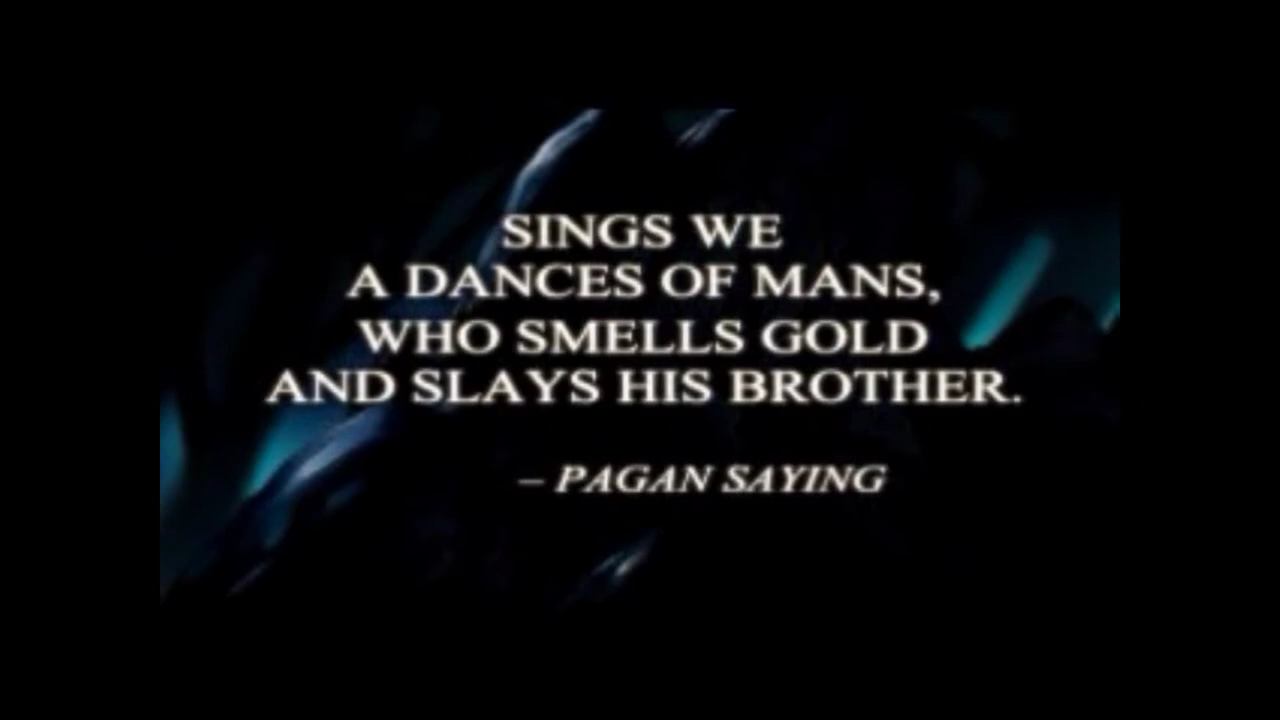 SINGS WE
A DANCES OF MANS,
WHO SMELLS GOLD
AND SLAYS HIS BROTHER.
– PAGAN SAYING